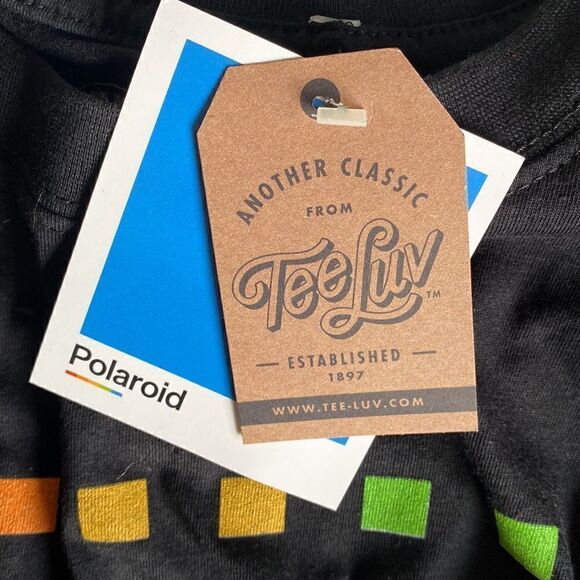 ANOTHER CLASSIC
FROM
TeeLuv™
ESTABLISHED
1897
WWW.TEE-LUV.COM
Polaroid